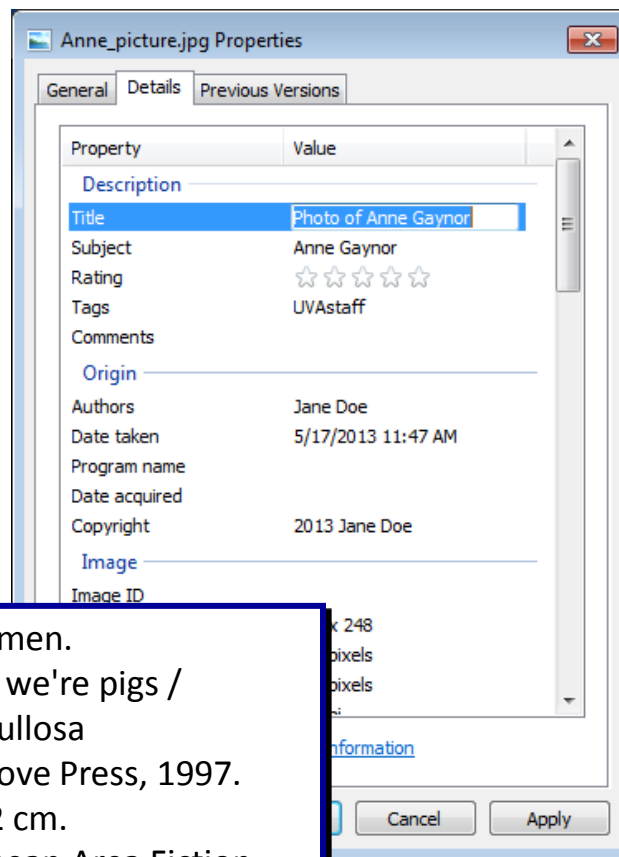 Anne_picture.jpg Properties
General Details Previous Versions
Property Value
Description
Title Photo of Anne Gaynor
Subject Anne Gaynor
Rating
Tags UVAstaff
Comments
Origin
Authors Jane Doe
Date taken 5/17/2013 11:47 AM
Program name
Date acquired
Copyright 2013 Jane Doe
Image
Image ID
x 248
pixels
pixels
men.
we're pigs /
ullosa
ove Press, 1997.
2 cm.
Area Fiction
nformation
Cancel Apply